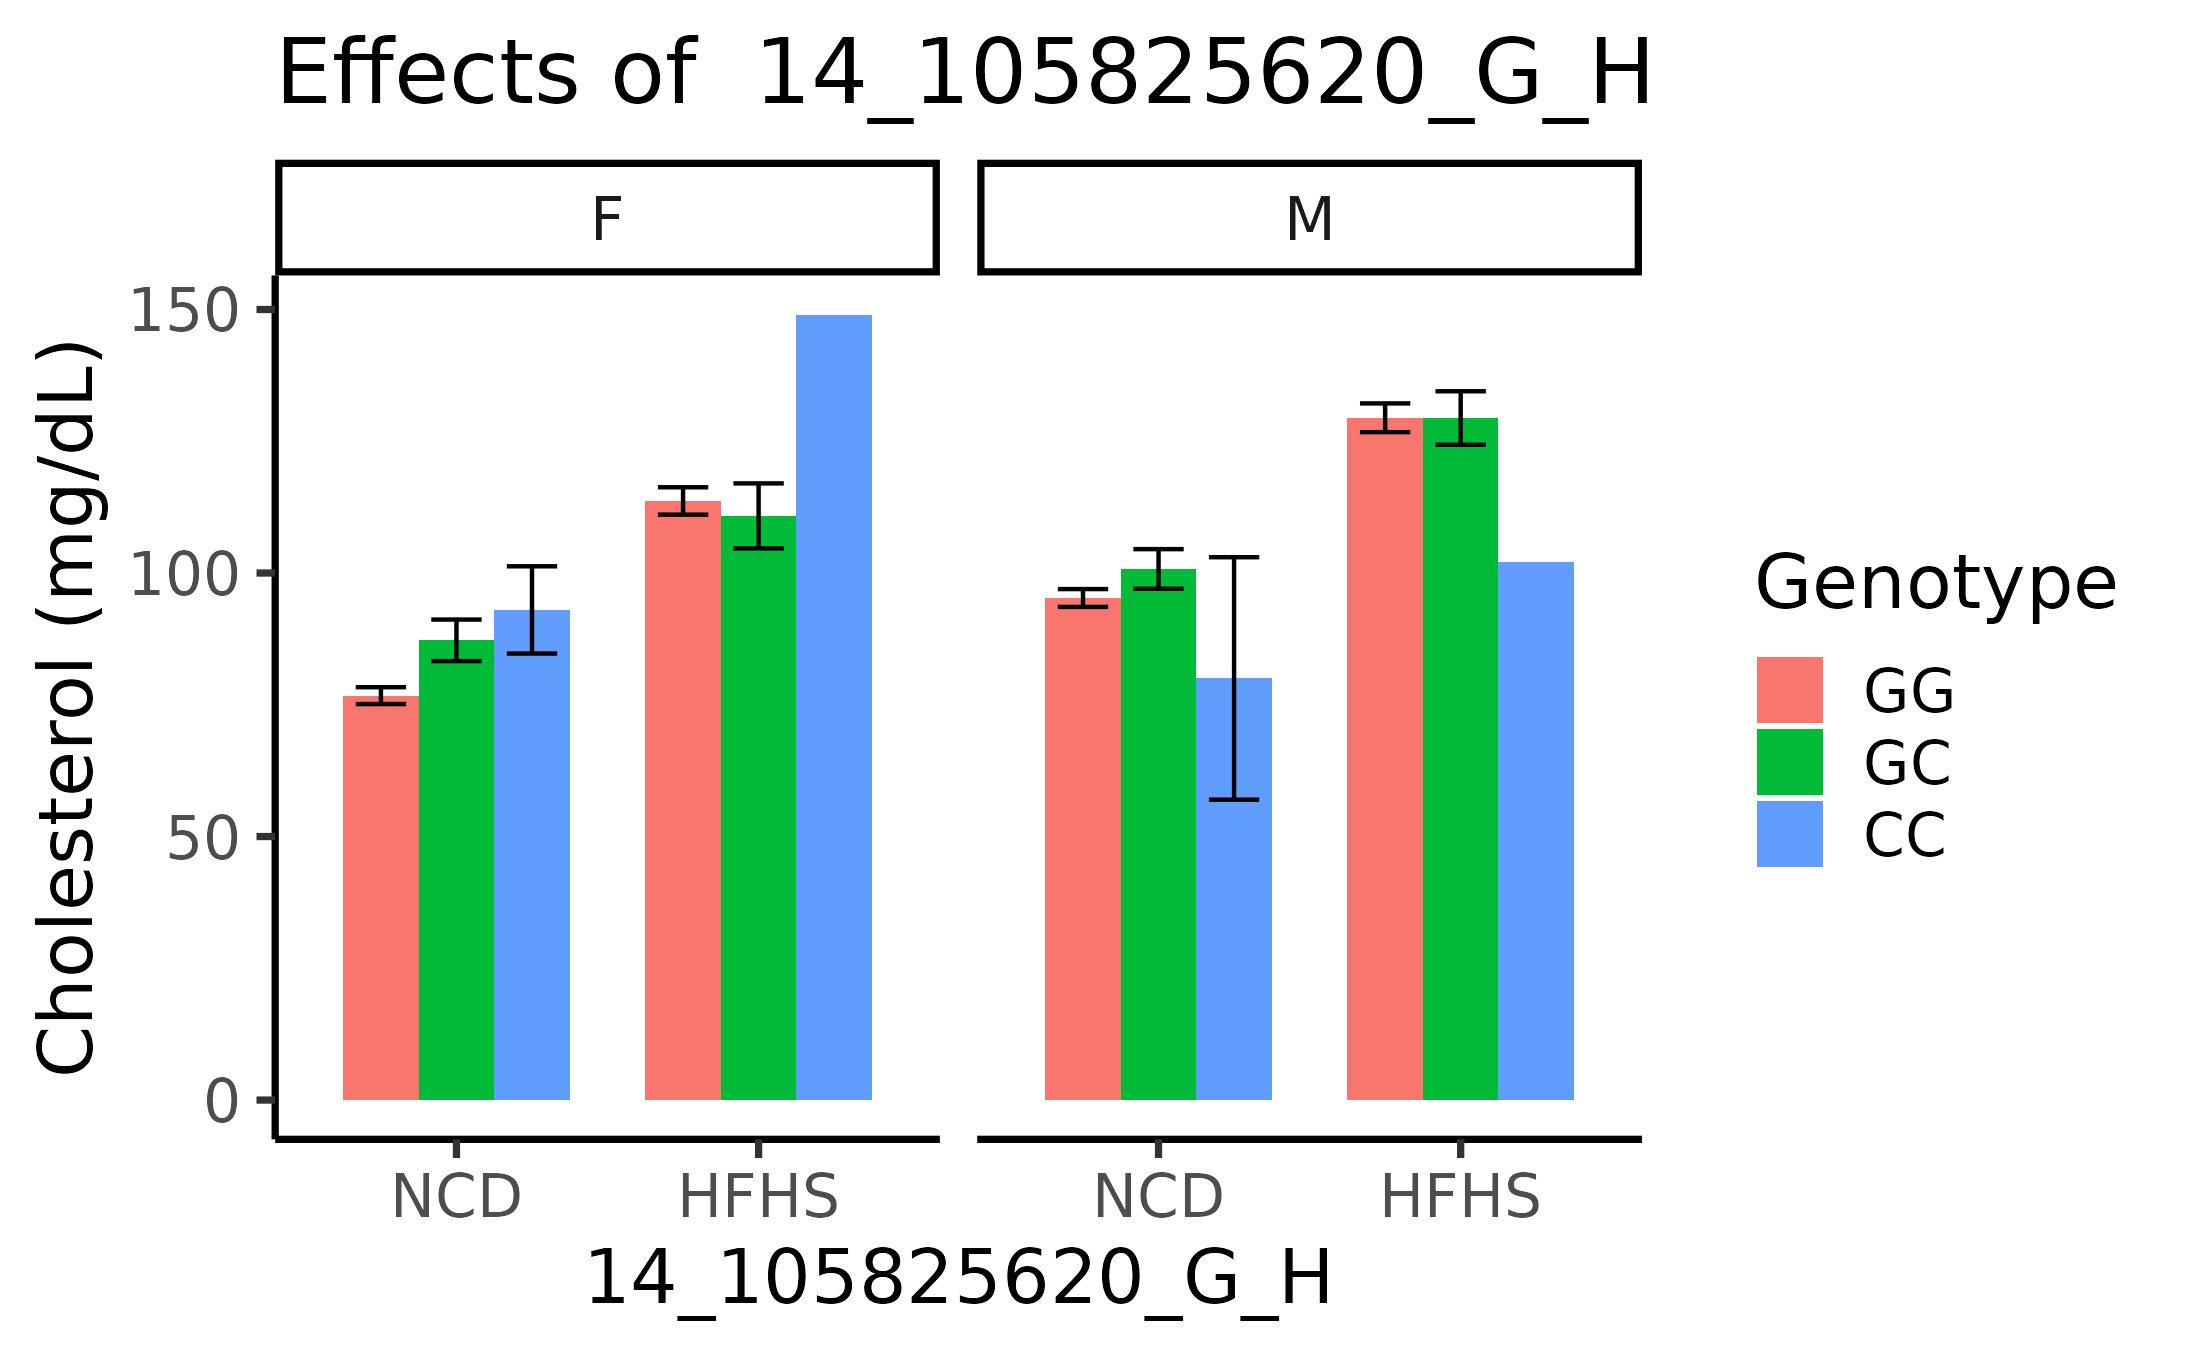 Effects of  14_105825620_G_H
F
M
Cholesterol (mg/dL)
150
100
50
0
NCD
HFHS
NCD
HFHS
14_105825620_G_H
Genotype
GG
GC
CC